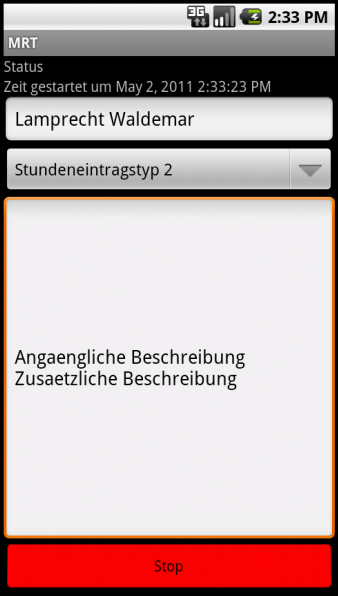 3G 2:33 PM
MRT
Status
Zeit gestartet um May 2, 2011 2:33:23 PM
Lamprecht Waldemar
Stundeneintragstyp 2
Angaengliche Beschreibung
Zusaetzliche Beschreibung
Stop